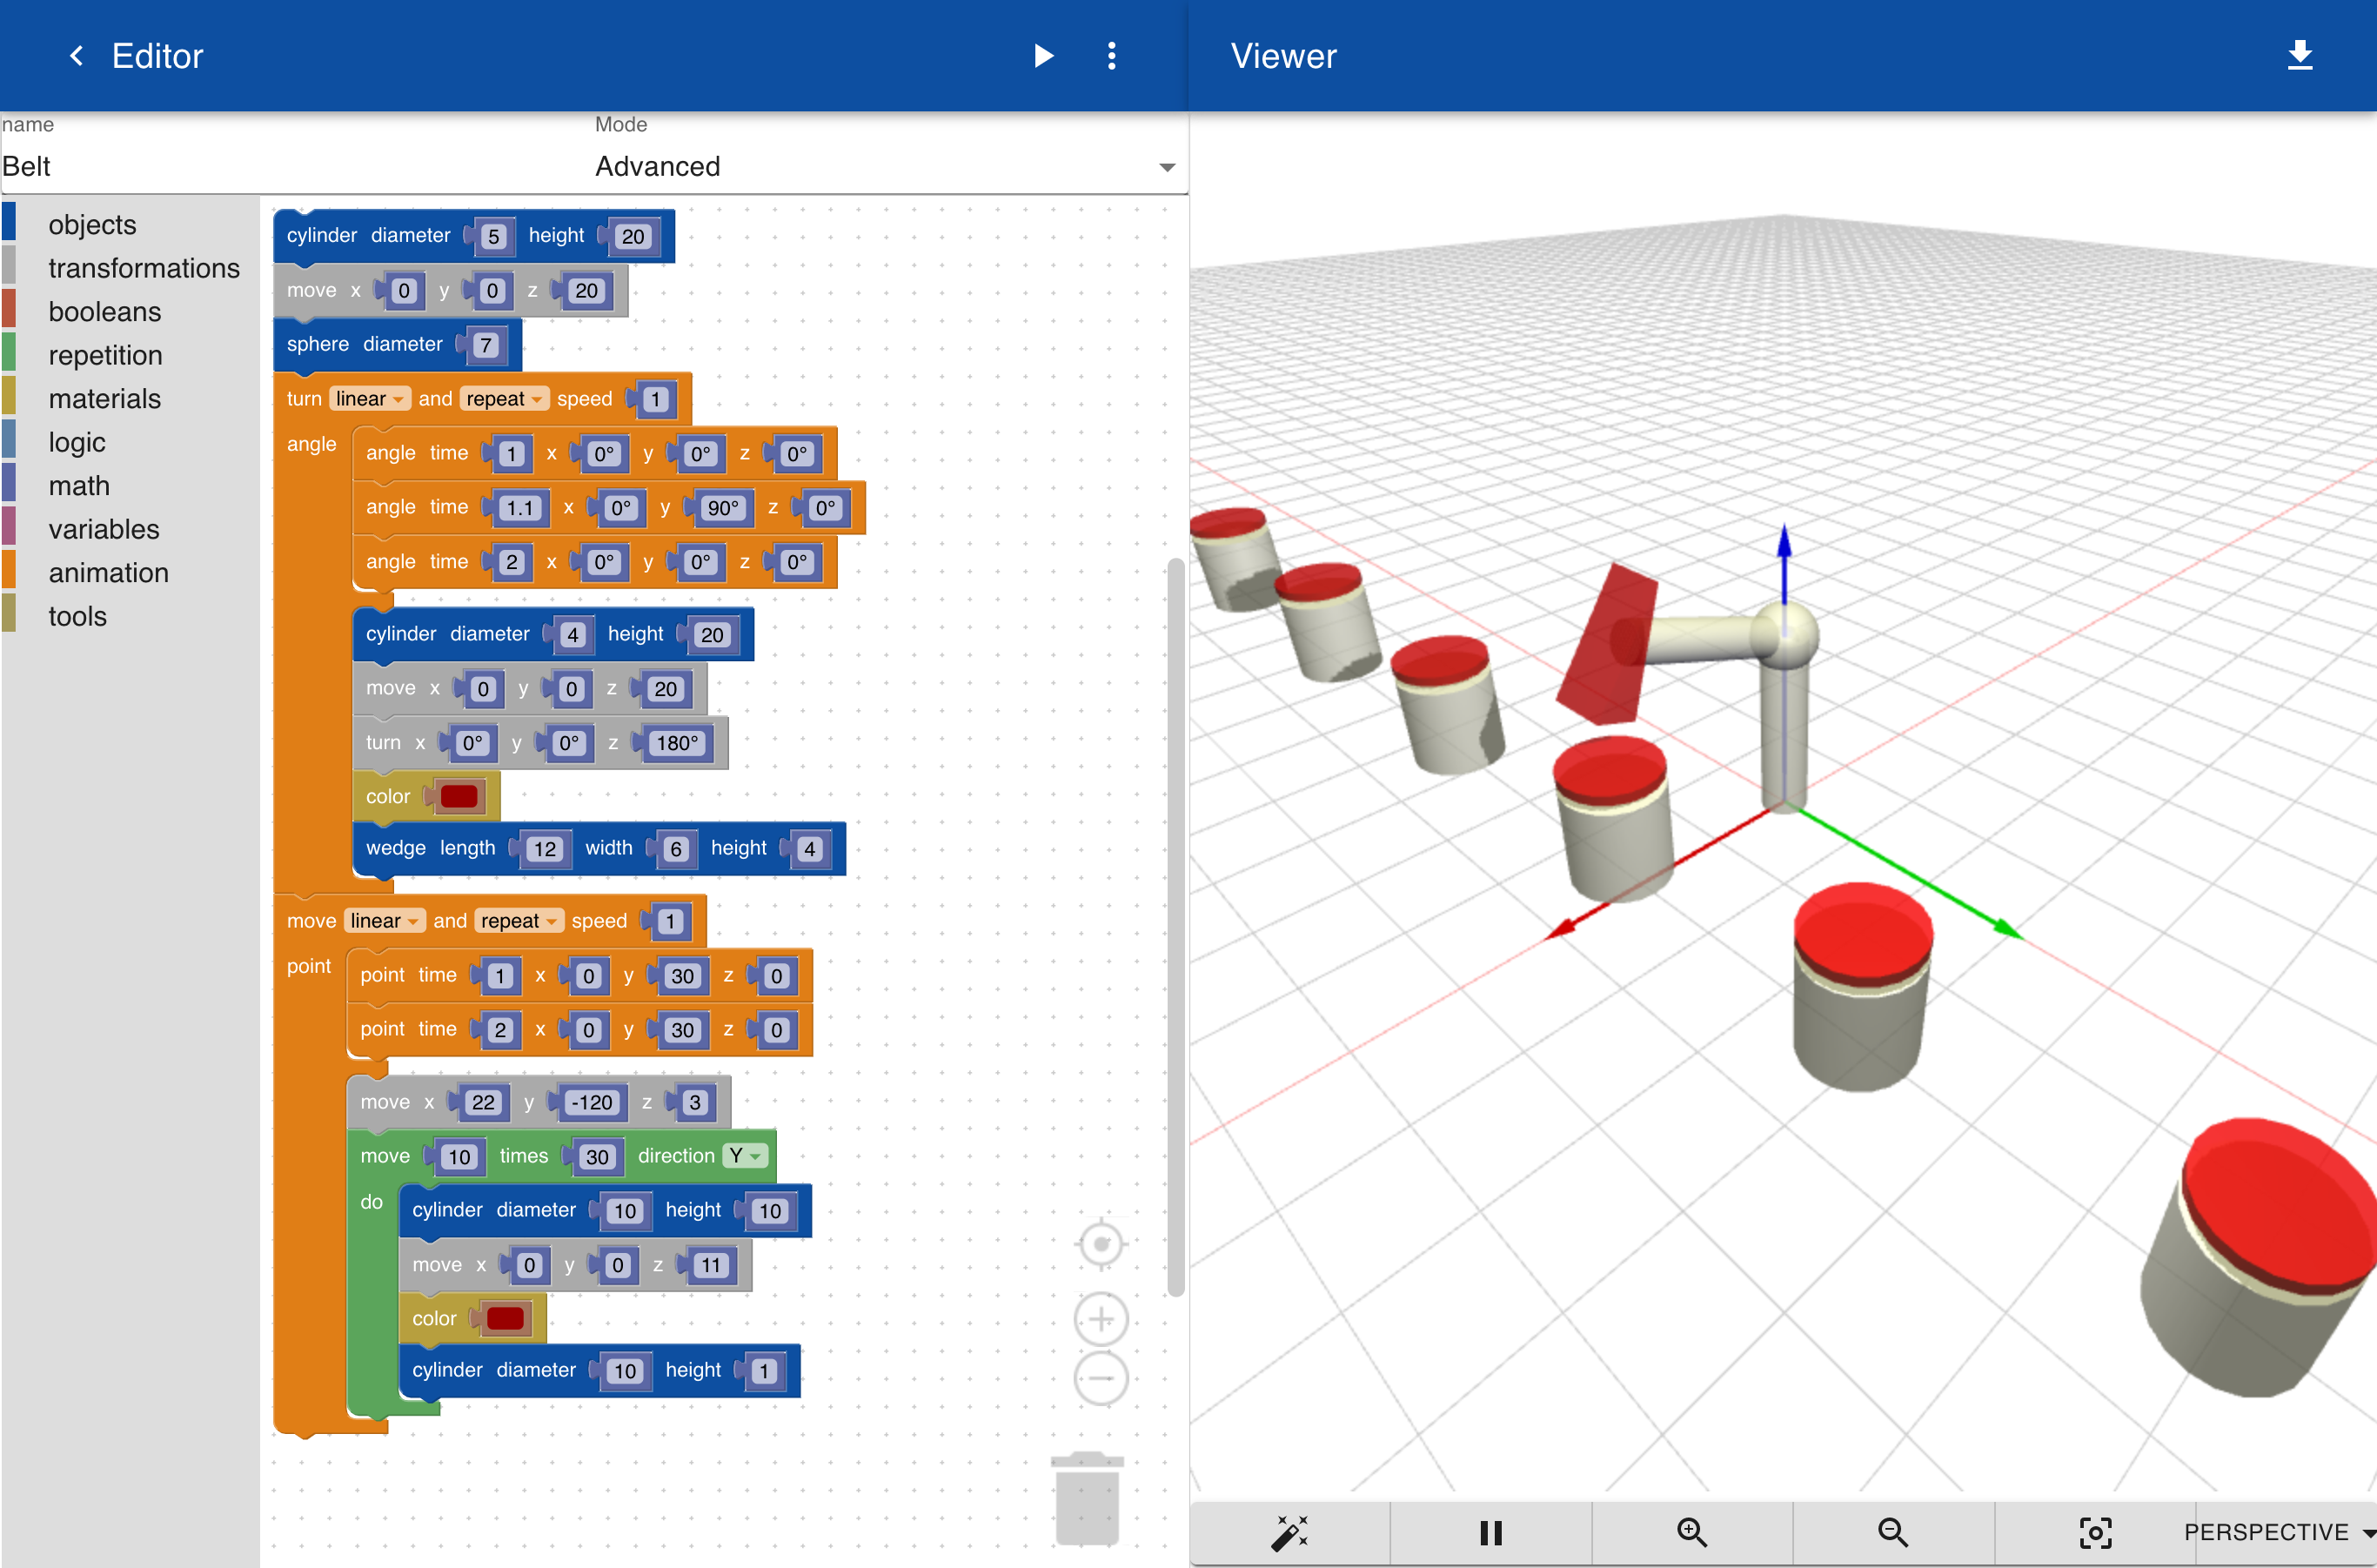 Editor
Viewer
name
Mode
Belt
Advanced
objects
transformations
booleans
repetition
materials
logic
math
variables
animation
tools
cylinder diameter 5 height 20
move x 0 y 0 z 20
sphere diameter 7
turn linear and repeat speed 1
angle
angle time 1 x 0° y 0° z 0°
angle time 1.1 x 0° y 90° z 0°
angle time 2 x 0° y 0° z 0°
cylinder diameter 4 height 20
move x 0 y 0 z 20
turn x 0° y 0° z 180°
color
wedge length 12 width 6 height 4
move linear and repeat speed 1
point
point time 1 x 0 y 30 z 0
point time 2 x 0 y 30 z 0
move x 22 y -120 z 3
move 10 times 30 direction Y
do
cylinder diameter 10 height 10
move x 0 y 0 z 11
color
cylinder diameter 10 height 1
PERSPECTIVE